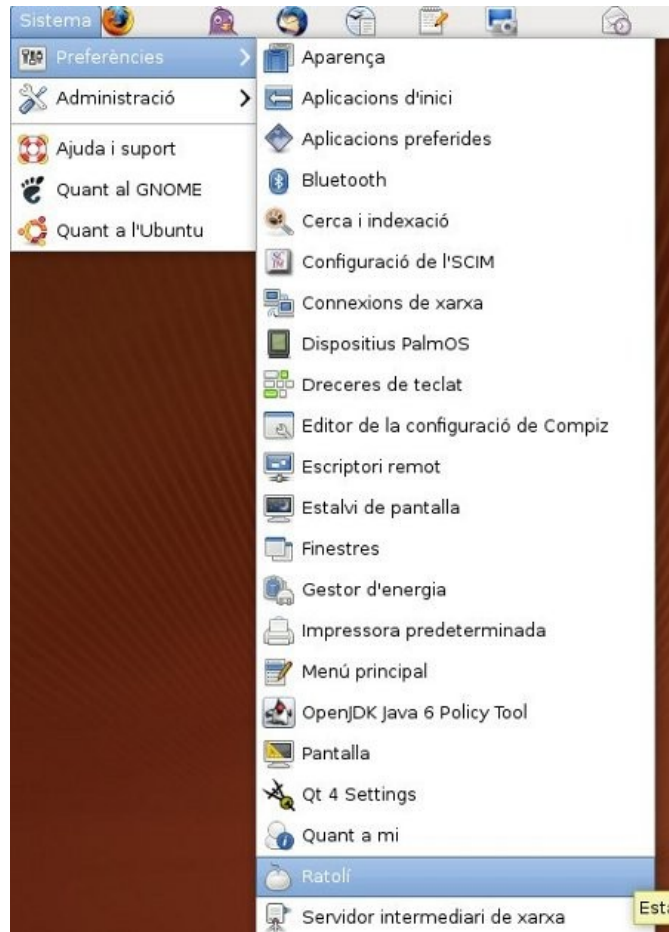 Sistema
Preferències
Administració
Ajuda i suport
Quant al GNOME
Quant a l'Ubuntu
Aparença
Aplicacions d'inici
Aplicacions preferides
Bluetooth
Cerca i indexació
Configuració de l'SCIM
Connexions de xarxa
Dispositius PalmOS
Dreceres de teclat
Editor de la configuració de Compiz
Escriptori remot
Estalvi de pantalla
Finestres
Gestor d'energia
Impressora predeterminada
Menú principal
OpenJDK Java 6 Policy Tool
Pantalla
Qt 4 Settings
Quant a mi
Ratolí
Servidor intermediari de xarxa